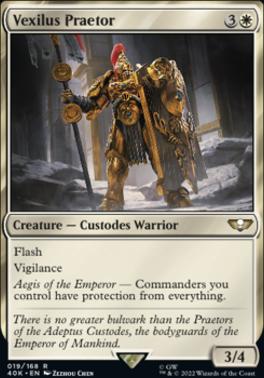 Vexilus Praetor 3
Creature — Custodes Warrior
Flash
Vigilance
Aegis of the Emperor — Commanders you
control have protection from everything.
There is no greater bulwark than the Praetors
of the Adeptus Custodes, the bodyguards of the
Emperor of Mankind.
3/4
019/168 R
40K • EN ZEZHOU CHEN
© GW
™ & © 2022 Wizards of the Coast